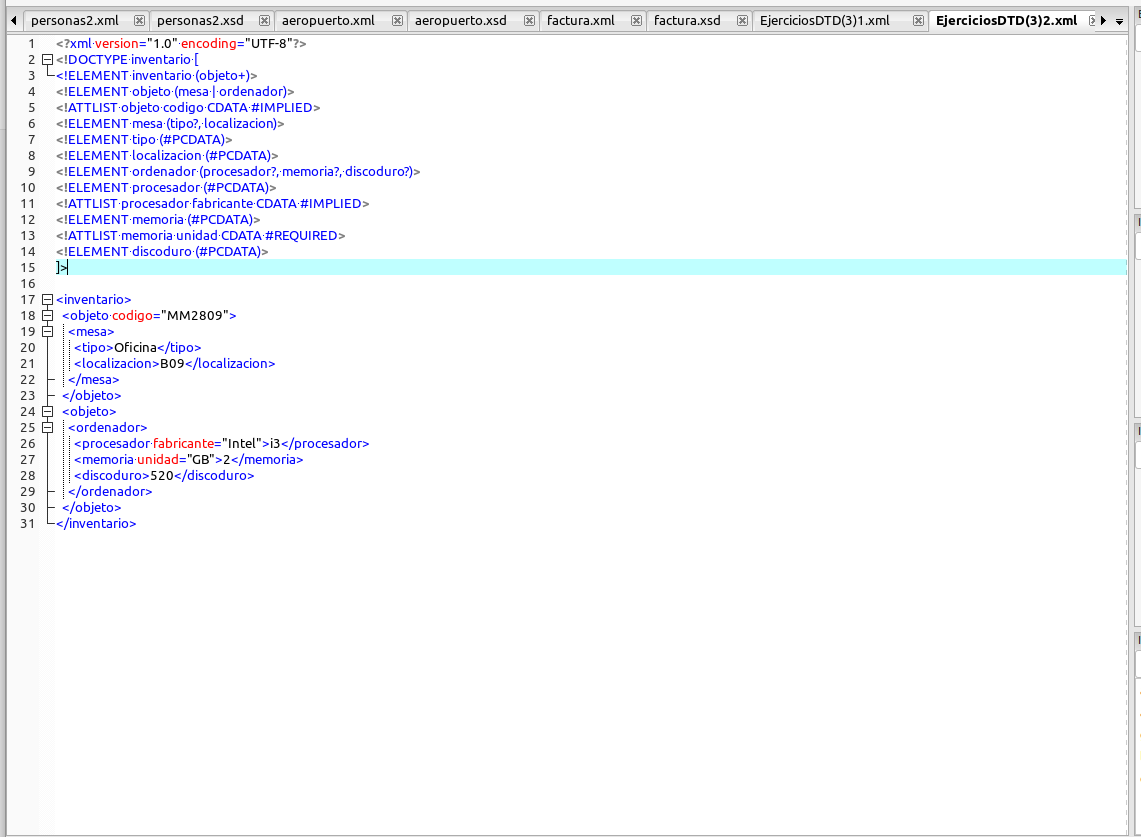 personas2.xml personas2.xsd aeropuerto.xml aeropuerto.xsd factura.xml factura.xsd EjerciciosDTD(3)1.xml EjerciciosDTD(3)2.xml
1 <?xml version="1.0" encoding="UTF-8"?>
2 <!DOCTYPE inventario [
3 <!ELEMENT inventario (objeto+)>
4 <!ELEMENT objeto (mesa | ordenador)>
5 <!ATTLIST objeto codigo CDATA #IMPLIED>
6 <!ELEMENT mesa (tipo?, localizacion)>
7 <!ELEMENT tipo (#PCDATA)>
8 <!ELEMENT localizacion (#PCDATA)>
9 <!ELEMENT ordenador (procesador?, memoria?, discoduro?)>
10 <!ELEMENT procesador (#PCDATA)>
11 <!ATTLIST procesador fabricante CDATA #IMPLIED>
12 <!ELEMENT memoria (#PCDATA)>
13 <!ATTLIST memoria unidad CDATA #REQUIRED>
14 <!ELEMENT discoduro (#PCDATA)>
15 ]>
16
17 <inventario>
18 <objeto codigo="MM2809">
19 <mesa>
20 <tipo>Oficina</tipo>
21 <localizacion>B09</localizacion>
22 </mesa>
23 </objeto>
24 <objeto>
25 <ordenador>
26 <procesador fabricante="Intel">i3</procesador>
27 <memoria unidad="GB">2</memoria>
28 <discoduro>520</discoduro>
29 </ordenador>
30 </objeto>
31 </inventario>